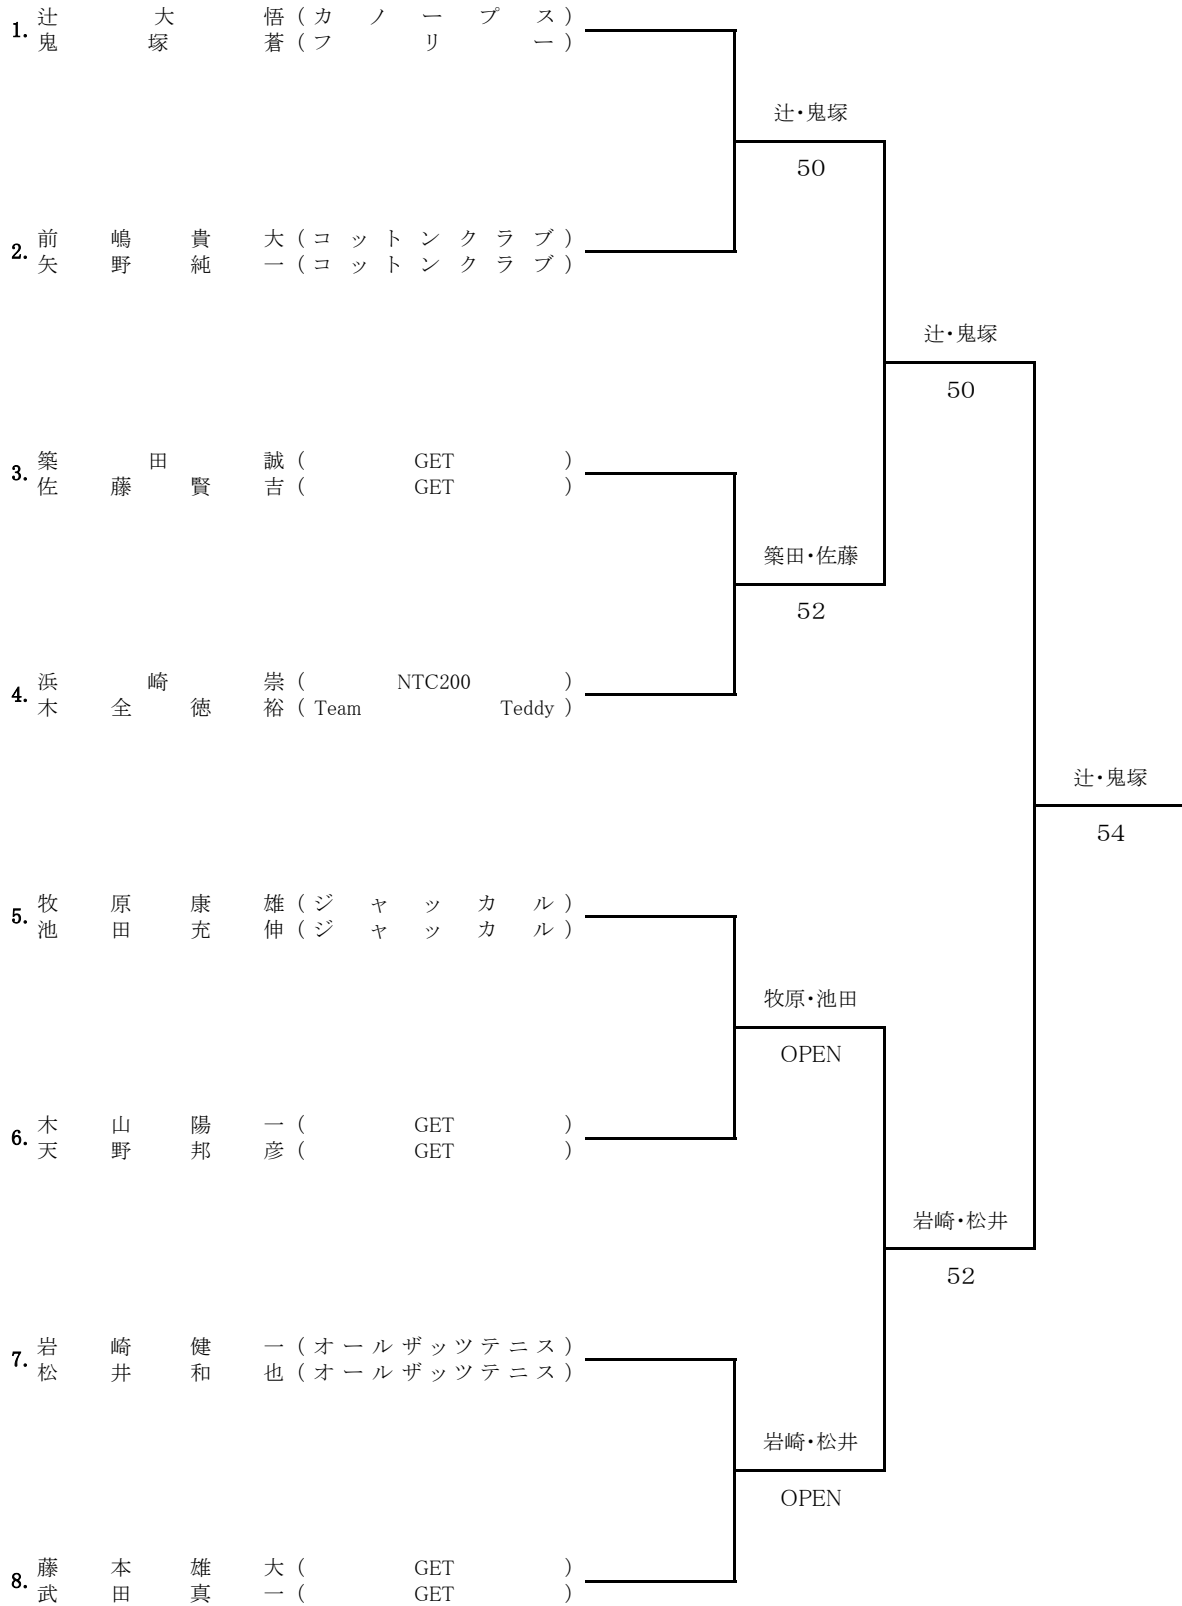 1. 辻大悟(カノープス)
鬼塚蒼(フリー)
辻・鬼塚
50
2. 前嶋貴大(コットンクラブ)
矢野純一(コットンクラブ)
辻・鬼塚
50
3. 築田誠(GET)
佐藤賢吉(GET)
築田・佐藤
52
4. 浜崎崇(NTC200)
木全徳裕(Team Teddy)
辻・鬼塚
54
5. 牧原康雄(ジャッカル)
池田充伸(ジャッカル)
牧原・池田
OPEN
6. 木山陽一(GET)
天野邦彦(GET)
岩崎・松井
52
7. 岩崎健一(オールザッツテニス)
松井和也(オールザッツテニス)
岩崎・松井
OPEN
8. 藤本雄大(GET)
武田真一(GET)